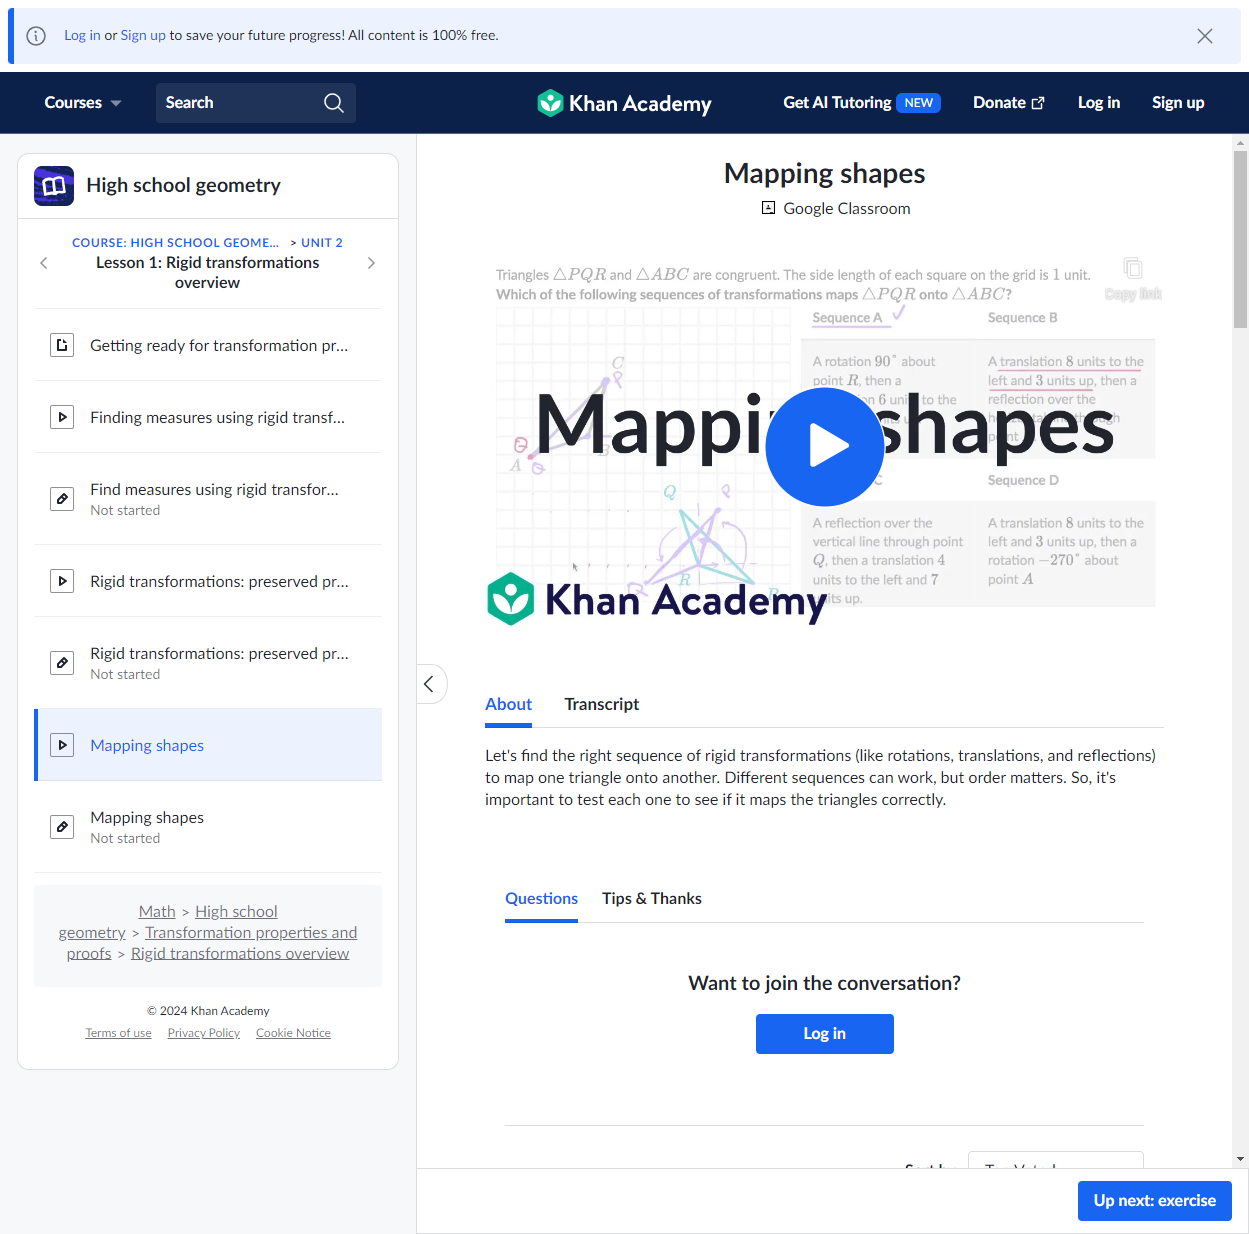 Log in or Sign up to save your future progress! All content is 100% free.
Courses
Search
Khan Academy
Get AI Tutoring NEW
Donate
Log in
Sign up
High school geometry
COURSE: HIGH SCHOOL GEOME... > UNIT 2
Lesson 1: Rigid transformations
overview
Getting ready for transformation pr...
Finding measures using rigid transf...
Find measures using rigid transfor...
Not started
Rigid transformations: preserved pr...
Rigid transformations: preserved pr...
Not started
Mapping shapes
Mapping shapes
Not started
Math > High school
geometry > Transformation properties and
proofs > Rigid transformations overview
© 2024 Khan Academy
Terms of use Privacy Policy Cookie Notice
Mapping shapes
Google Classroom
Triangles △PQR and △ABC are congruent. The side length of each square on the grid is 1 unit.
Which of the following sequences of transformations maps △PQR onto △ABC?
Copy link
Sequence A
Sequence B
A rotation 90° about
point R, then a
6 units to the
A translation 8 units to the
left and 3 units up, then a
reflection over the
through
Mapping shapes
C
P
Q
A
Q
B
Q
P
R
Sequence D
A reflection over the
vertical line through point
Q, then a translation 4
units to the left and 7
units up.
A translation 8 units to the
left and 3 units up, then a
rotation −270° about
point A
Khan Academy
About
Transcript
Let's find the right sequence of rigid transformations (like rotations, translations, and reflections)
to map one triangle onto another. Different sequences can work, but order matters. So, it's
important to test each one to see if it maps the triangles correctly.
Questions
Tips & Thanks
Want to join the conversation?
Log in
Up next: exercise